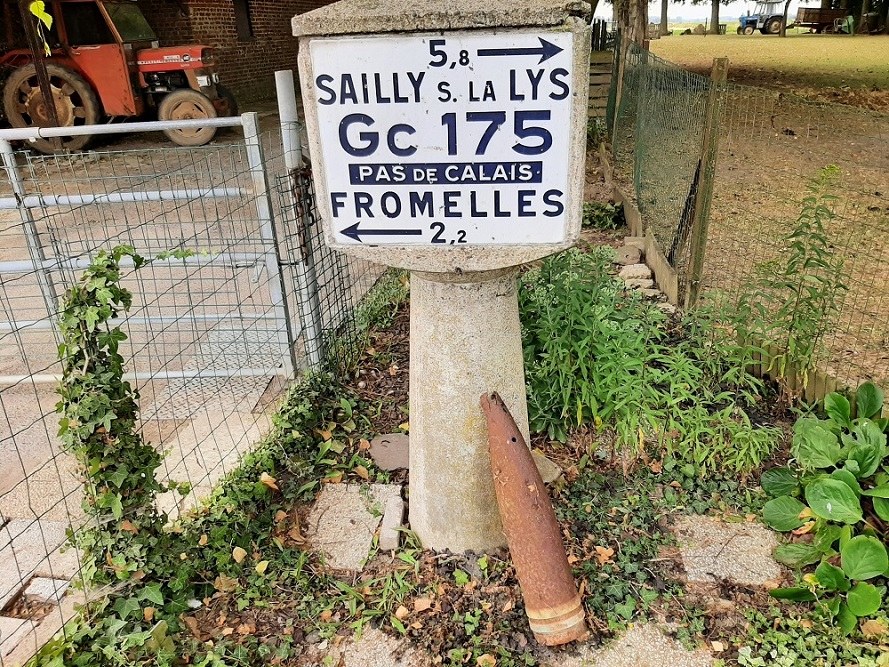 5,8
SAILLY S. LA LYS
Gc 175
PAS DE CALAIS
FROMELLES
2,2